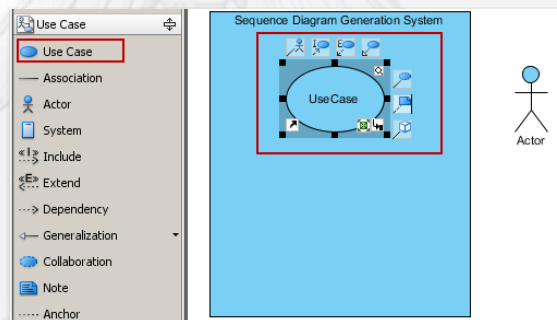 Use Case
Use Case
Association
Actor
System
Include
Extend
Dependency
Generalization
Collaboration
Note
Anchor
Sequence Diagram Generation System
UseCase
Actor